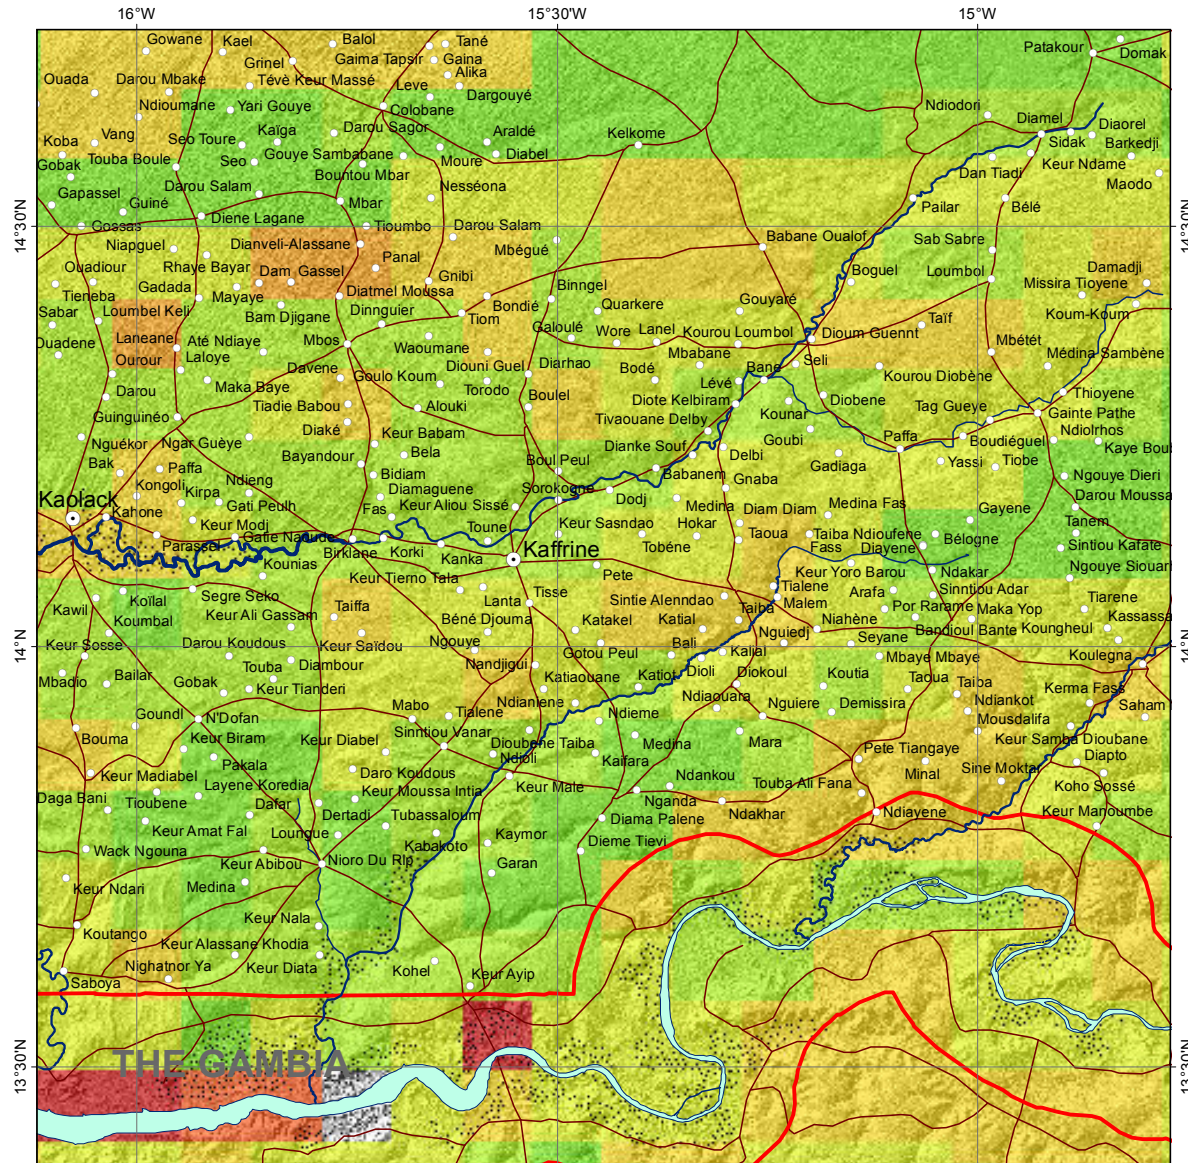 16°W 15°30'W 15°W
Gowane Kael Balol Tané Patakour Domak
Grinel Gaima Tapsir Gaina
Ouada Darou Mbake Tévè Keur Massé Leve Alika
Ndioumane Yari Gouye Colobane Dargouyé Ndiodori
Koba Vang Seo Toure Kaïga Darou Sagor Araldé Kelkome Diamel Diaorel
Gobak Touba Boule Seo Gouye Sambabane Moure Diabel Sidak Barkedji
Bountou Mbar Dan Tiadi Keur Ndame
Gapassel Darou Salam Nesséona Maodo
Guiné Mbar Pailar Bélé
Gossas Diene Lagane Tioumbo Darou Salam
14°30'N Niapguel Dianveli-Alassane Mbégué Babane Oualof Sab Sabre 14°30'N
Ouadiour Rhaye Bayar Dam Gassel Panal Gnibi Boguel Loumbol Damadji
Tieneba Gadada Mayaye Diatmel Moussa Binngel Missira Tioyene
Sabar Loumbel Keli Bam Djigane Dinnguier Bondié Quarkere Gouyaré Koum-Koum
Tiom
Ouadene Laneane Até Ndiaye Mbos Galoulé Wore Lanel Kourou Loumbol Dioum Guennt Taïf Mbétét
Ourour Laloye Waoumane Mbabane Médina Sambène
Davene Diouni Guel Diarhao Bodé Bane Seli
Darou Maka Baye Goulo Koum Torodo Lévé Kourou Diobène
Guinguinéo Tiadie Babou Alouki Boulel Diote Kelbiram Kounar Diobene Tag Gueye Thioyene
Diaké Tivaouane Delby Gainte Pathe
Nguékor Ngar Guèye Keur Babam Dianke Souf Goubi Paffa Boudiéguel Ndiolrhos
Bak Paffa Bayandour Bela Boul Peul Delbi Gadiaga Yassi Tiobe Kaye Bou
Kongoli Kirpa Ndieng Bidiam Sorokogne Babanem Gnaba Ngouye Dieri
Kaolack Gati Peulh Diamaguene Dodj Medina Diam Diam Medina Fas Gayene Darou Moussa
Kahone Keur Modj Fas Keur Aliou Sissé Hokar Tanem
Parassel Gatie Naoude Toune Keur Sasndao Taoua Taiba Ndioufene Bélogne
Birklane Korki Kanka Kaffrine Tobéne Fass Diayene Sintiou Kafate
Kounias Keur Tierno Tala Pete Keur Yoro Barou Ndakar Ngouye Siouar
Koïlal Segre Seko Tisse Tialene Arafa Sinntiou Adar
Kawil Koumbal Keur Ali Gassam Taiffa Lanta Sintie Alenndao Taiba Malem Por Rarame Maka Yop Tiarene
Béné Djouma Katakel Katial Niahène Kassassa
14°N Keur Sosse Darou Koudous Keur Saïdou Ngouye Gotou Peul Bali Nguiedj Seyane Bandioul Bante Koungheul 14°N
Mbadio Bailar Touba Diambour Nandjigui Kalial Mbaye Mbaye Koulegna
Gobak Keur Tianderi Katiaouane Katiot Dioli Diokoul Koutia Taoua Taiba Kerma Fass
Goundl N'Dofan Mabo Tialene Ndianene Ndieme Ndiaouara Nguiere Demissira Ndiankot Saham
Bouma Keur Biram Keur Diabel Sinntiou Vanar Mousdalifa
Pakala Dioubene Taiba Medina Mara Keur Samba Dioubane
Ndioli Kaifara Pete Tiangaye Diapto
Keur Madiabel Daro Koudous Ndankou Touba Ali Fana Minal Sine Moktar
Daga Bani Tioubene Layene Koredia Keur Moussa Intia Keur Male Nganda Koho Sossé
Dafar Dertadi Tubassaloum Diama Palene Ndakhar Ndiayene Keur Manoumbe
Keur Amat Fal Loungue Kaymor Dieme Tievi
Wack Ngouna Keur Abibou Nioro Du Rip Kabakoto
Keur Ndari Medina Garan
Keur Nala
Koutango Keur Alassane Khodia
Nighatnor Ya Keur Diata Kohel Keur Ayip
Saboya
13°30'N THE GAMBIA 13°30'N